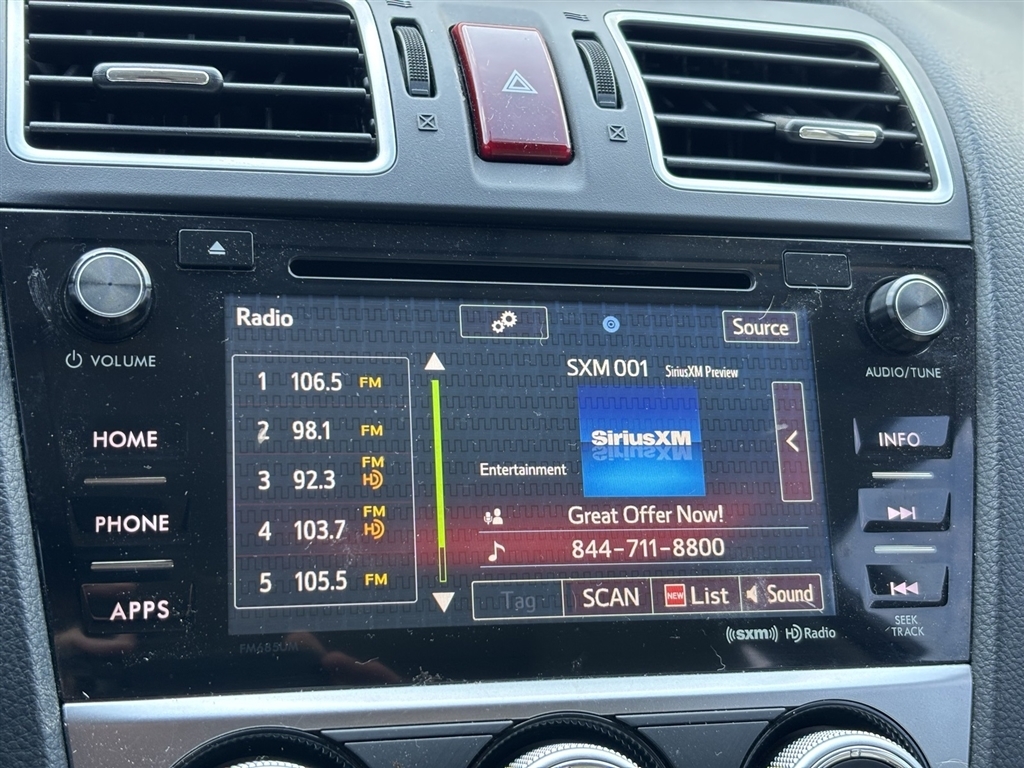 VOLUME
HOME
PHONE
APPS
Radio
Source
1 106.5 FM
2 98.1 FM
3 92.3 FM HD
4 103.7 FM HD
5 105.5 FM
SXM 001 SiriusXM Preview
SiriusXM
Entertainment
Great Offer Now!
844-711-8800
Tag SCAN NEW List Sound
((sxm)) HD Radio
FM685UM
AUDIO/TUNE
INFO
SEEK
TRACK